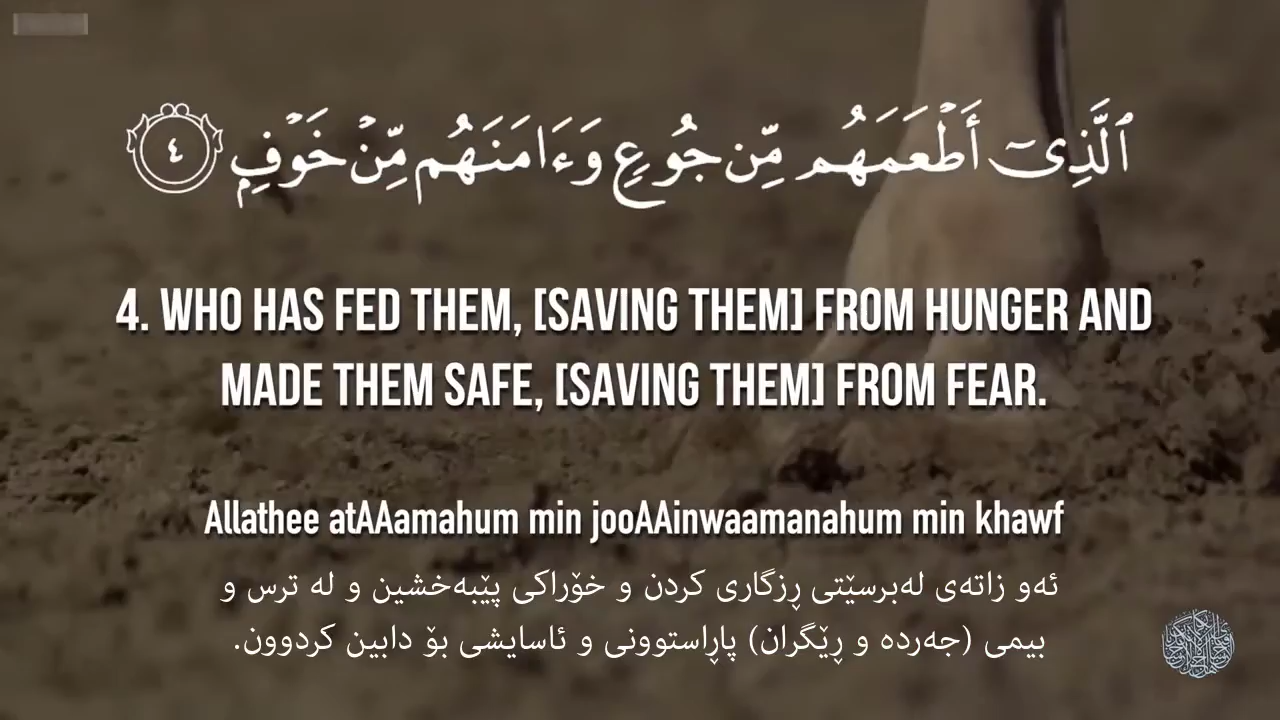 ٱلَّذِىٓ أَطۡعَمَهُم مِّن جُوعٍ وَءَامَنَهُم مِّنۡ خَوۡفِۭ ٤
4. WHO HAS FED THEM, [SAVING THEM] FROM HUNGER AND
MADE THEM SAFE, [SAVING THEM] FROM FEAR.
Allathee atAAamahum min jooAAinwaamanahum min khawf
ئەو زاتەی لەبرسێتی ڕزگاری کردن و خۆراکی پێبەخشین و لە ترس و
بیمی (جەردە و ڕێگران) پاڕاستوونی و ئاسایشی بۆ دابین کردوون.